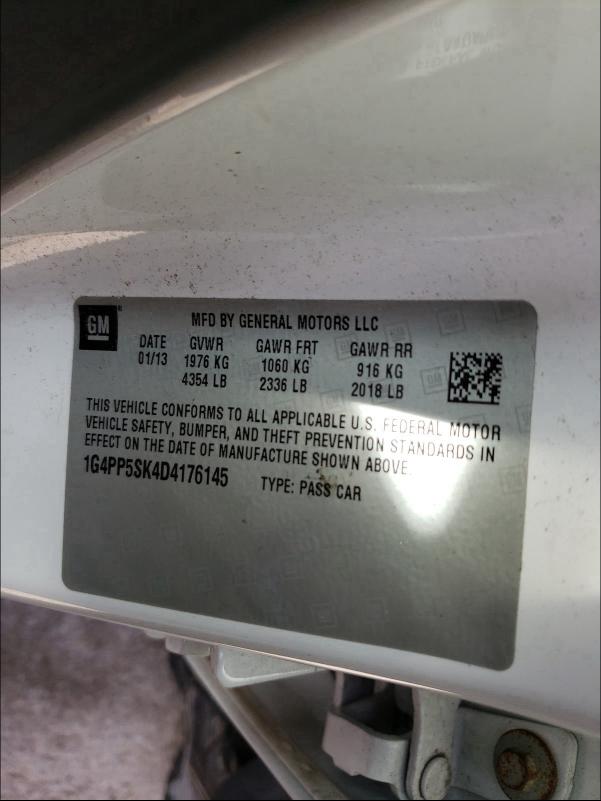 GM
MFD BY GENERAL MOTORS LLC
DATE GVWR GAWR FRT GAWR RR
01/13 1976 KG 1060 KG 916 KG
4354 LB 2336 LB 2018 LB
THIS VEHICLE CONFORMS TO ALL APPLICABLE U.S. FEDERAL MOTOR
VEHICLE SAFETY, BUMPER, AND THEFT PREVENTION STANDARDS IN
EFFECT ON THE DATE OF MANUFACTURE SHOWN ABOVE.
1G4PP5SK4D4176145 TYPE: PASS CAR